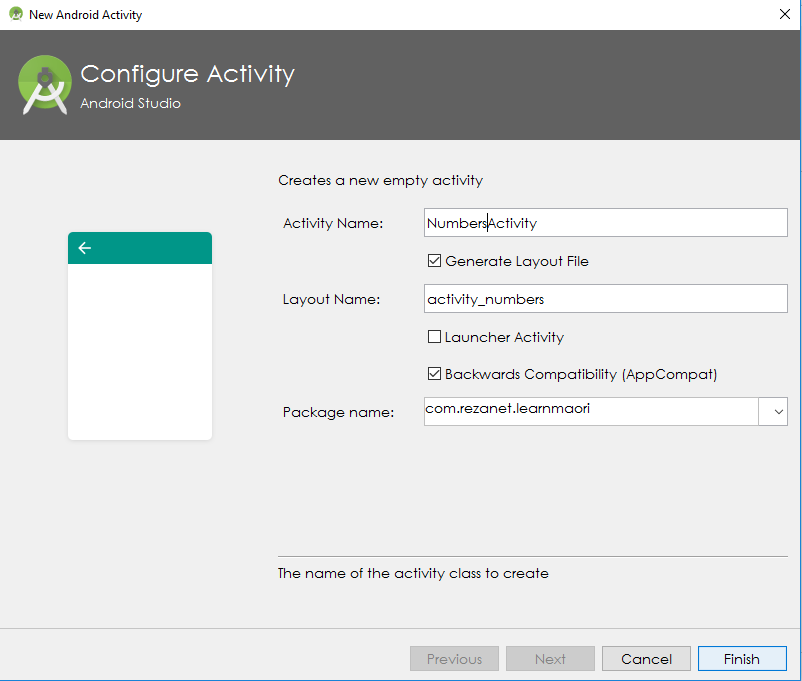 New Android Activity
Configure Activity
Android Studio
Creates a new empty activity
Activity Name: NumbersActivity
Generate Layout File
Layout Name: activity_numbers
Launcher Activity
Backwards Compatibility (AppCompat)
Package name: com.rezanet.learnmaori
The name of the activity class to create
Previous Next Cancel Finish